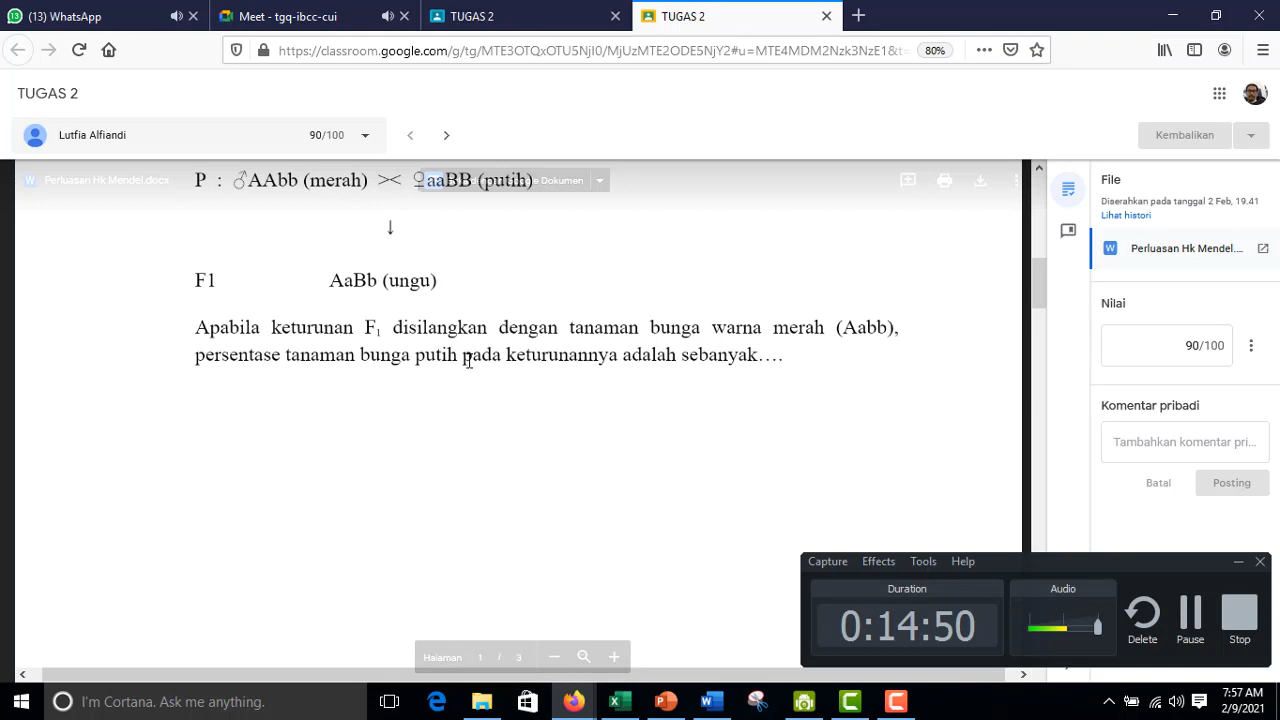 (13) WhatsApp
Meet - tgq-ibcc-cui
TUGAS 2
TUGAS 2
https://classroom.google.com/g/tg/MTE3OTQxOTU5NjI0/MjUzMTE2ODE5NjY2#u=MTE4MDM2Nzk3NzE1&t=
80%
TUGAS 2
Lutfia Alfiandi
90/100
Kembalikan
P : ♂AAbb (merah) >< ♀aaBB (putih)
Perluasan Hk Mendel.docx
Dokumen
↓
F1 AaBb (ungu)
Apabila keturunan F₁ disilangkan dengan tanaman bunga warna merah (Aabb),
persentase tanaman bunga putih pada keturunannya adalah sebanyak….
Halaman 1 / 3
File
Diserahkan pada tanggal 2 Feb, 19.41
Lihat histori
W Perluasan Hk Mendel....
Nilai
90/100
Komentar pribadi
Tambahkan komentar pri...
Batal
Posting
Capture Effects Tools Help
Duration
0:14:50
Audio
Delete
Pause
Stop
I'm Cortana. Ask me anything.
7:57 AM
2/9/2021